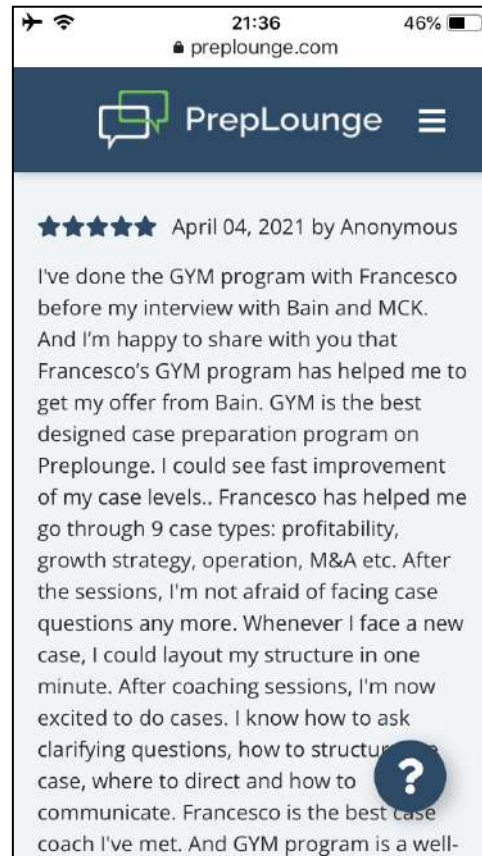 21:36
46%
preplounge.com
PrepLounge
April 04, 2021 by Anonymous
I've done the GYM program with Francesco
before my interview with Bain and MCK.
And I'm happy to share with you that
Francesco's GYM program has helped me to
get my offer from Bain. GYM is the best
designed case preparation program on
Preplounge. I could see fast improvement
of my case levels.. Francesco has helped me
go through 9 case types: profitability,
growth strategy, operation, M&A etc. After
the sessions, I'm not afraid of facing case
questions any more. Whenever I face a new
case, I could layout my structure in one
minute. After coaching sessions, I'm now
excited to do cases. I know how to ask
clarifying questions, how to
case, where to direct and how to ?
communicate. Francesco is the best case
coach I've met. And GYM program is a well-